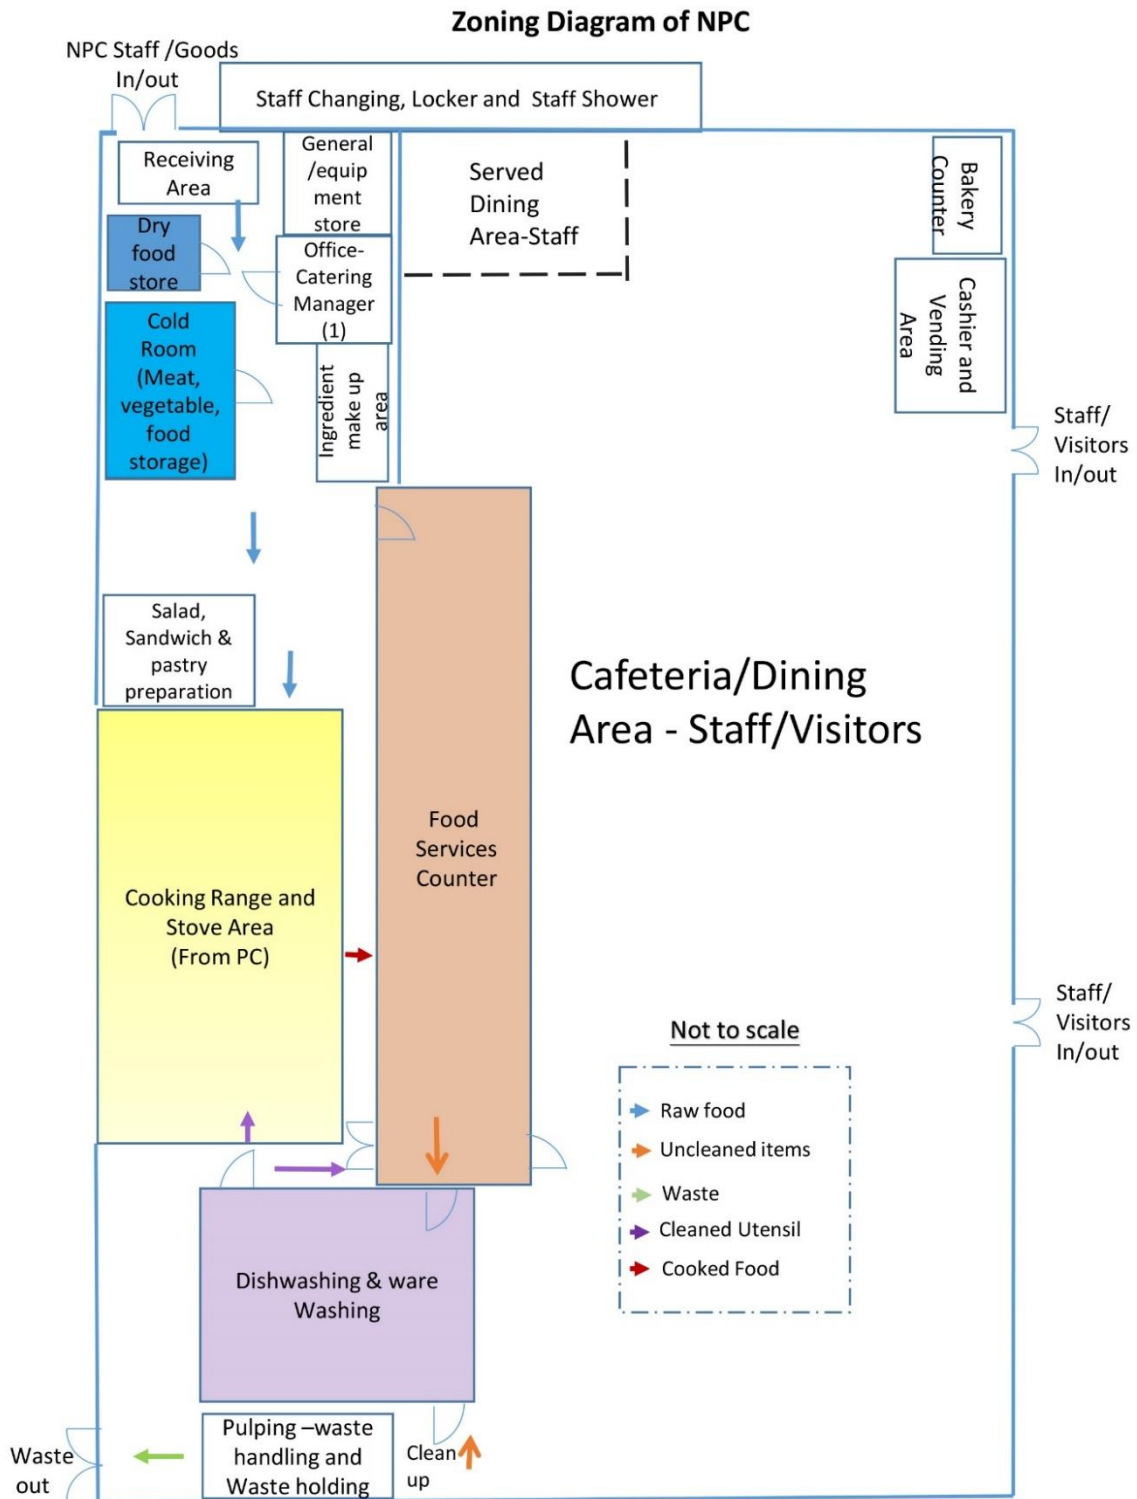 Zoning Diagram of NPC
NPC Staff /Goods
In/out
Staff Changing, Locker and Staff Shower
Receiving
Area
General
/equip
ment
store
Served
Dining
Area-Staff
Bakery
Counter
Dry
food
store
Office-
Catering
Manager
(1)
Cashier and
Vending
Area
Cold
Room
(Meat,
vegetable,
food
storage)
Ingredient
make up
area
Staff/
Visitors
In/out
Salad,
Sandwich &
pastry
preparation
Cafeteria/Dining
Area - Staff/Visitors
Food
Services
Counter
Cooking Range and
Stove Area
(From PC)
Staff/
Visitors
In/out
Not to scale
Raw food
Uncleaned items
Waste
Cleaned Utensil
Cooked Food
Dishwashing & ware
Washing
Pulping –waste
handling and
Waste holding
Clean
up
Waste
out